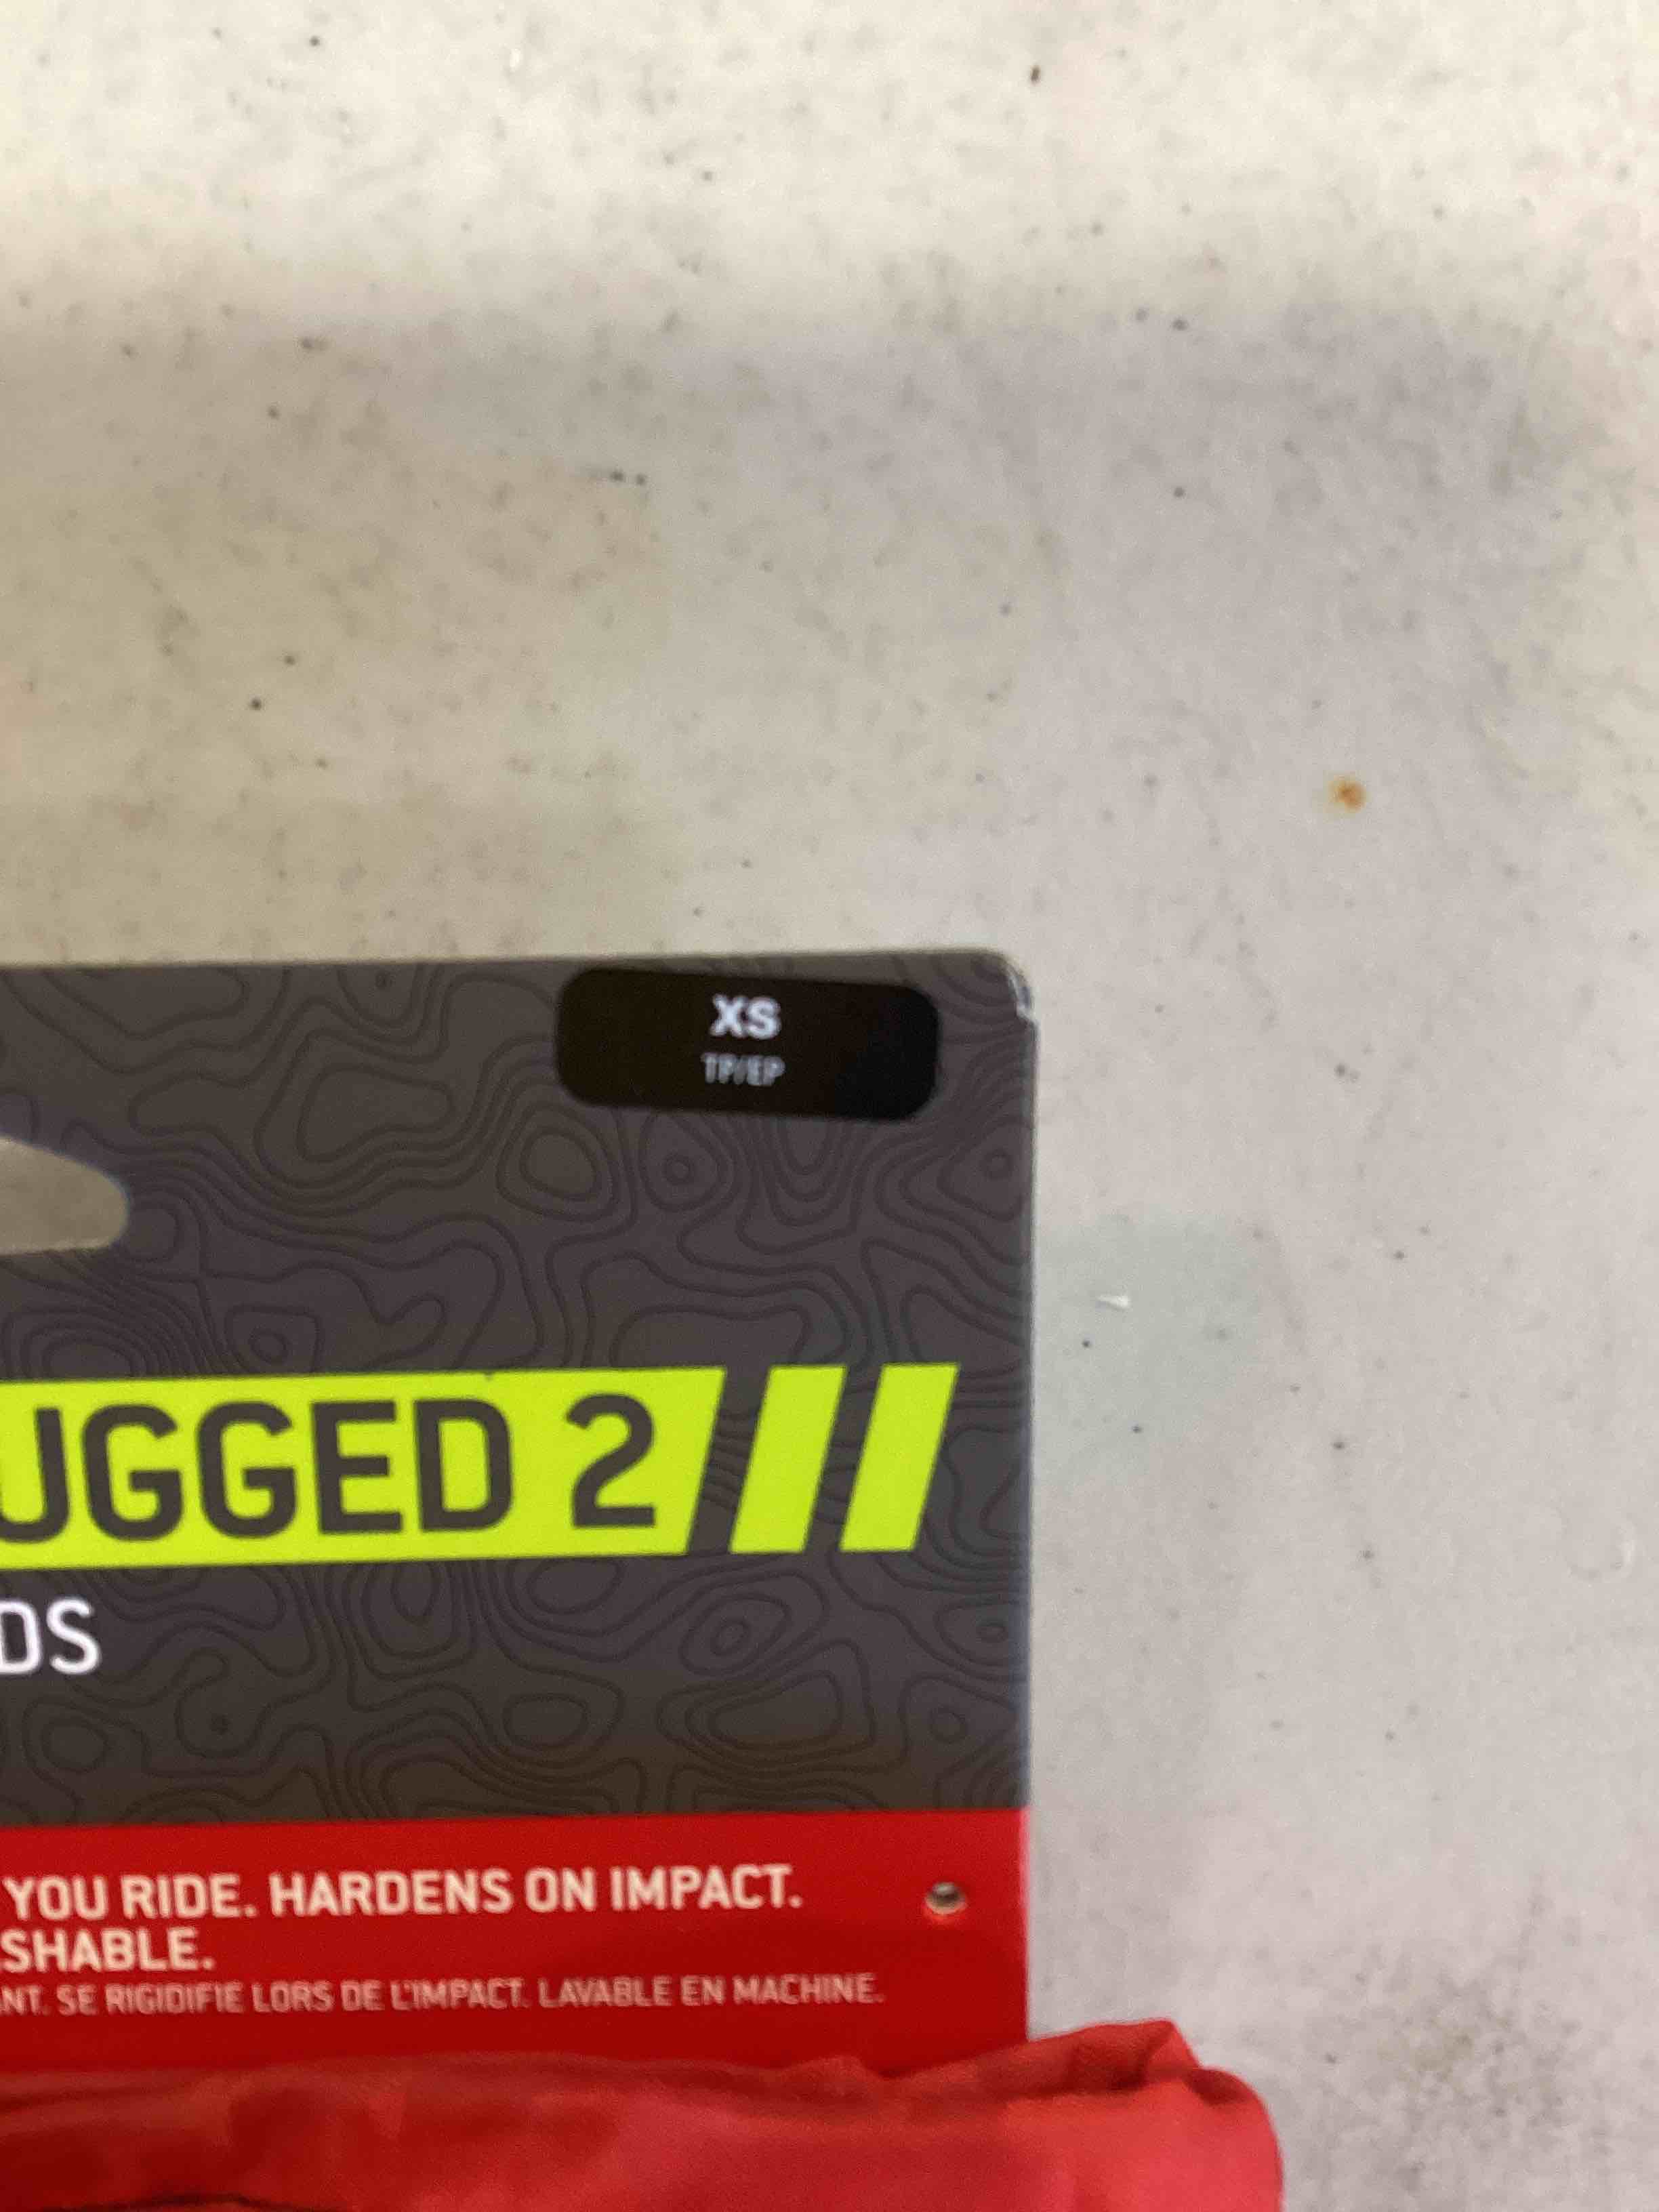 XS
TP/EP
UGGED 2
DS
YOU RIDE. HARDENS ON IMPACT.
SHABLE.
NT. SE RIGIDIFIE LORS DE L'IMPACT. LAVABLE EN MACHINE.